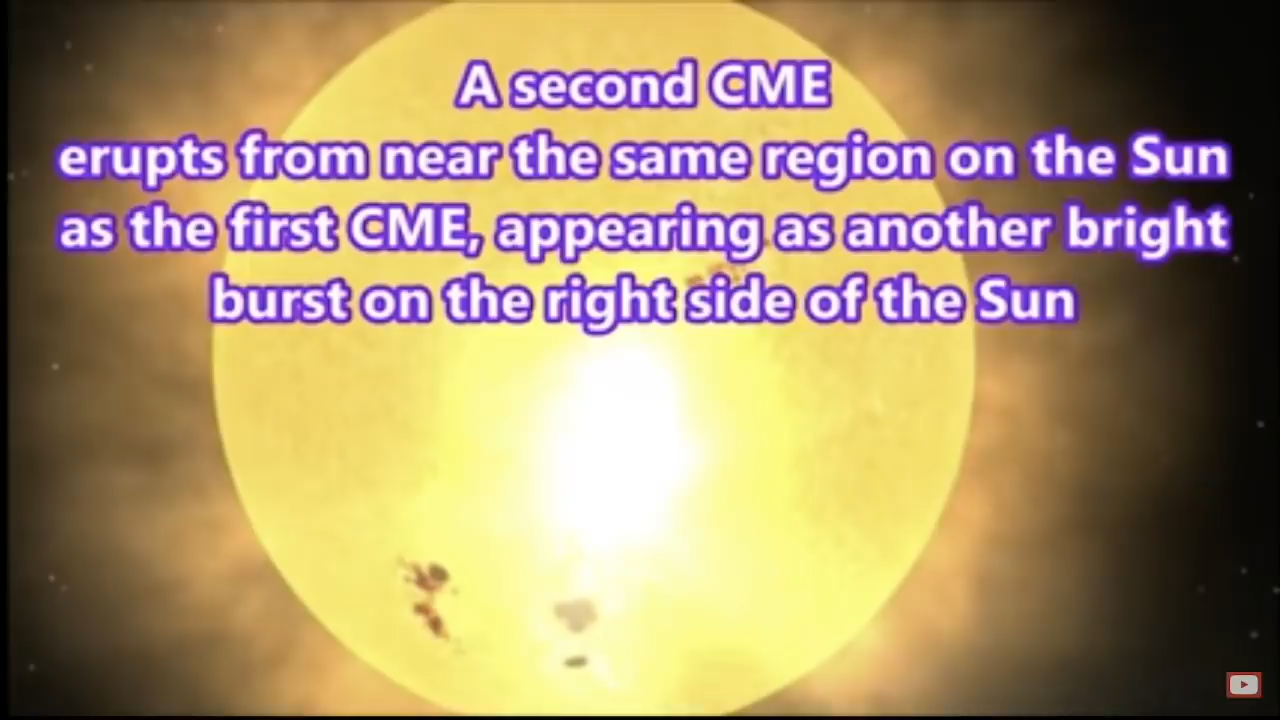 A second CME
erupts from near the same region on the Sun
as the first CME, appearing as another bright
burst on the right side of the Sun